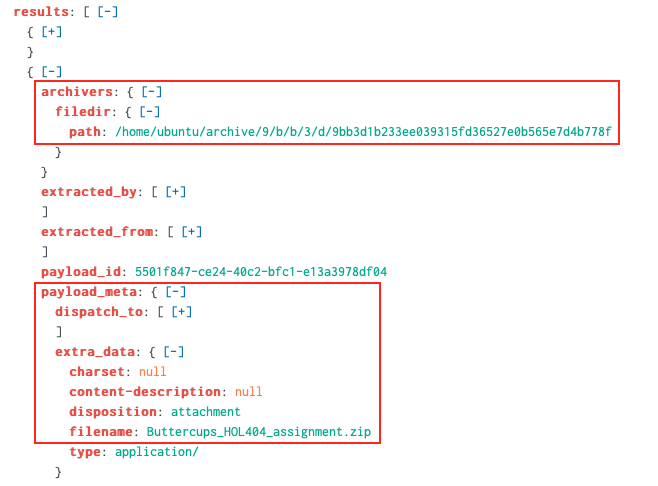 results: [ [-]
{ [+]
}
{ [-]
archivers: { [-]
filedir: { [-]
path: /home/ubuntu/archive/9/b/b/3/d/9bb3d1b233ee039315fd36527e0b565e7d4b778f
}
}
extracted_by: [ [+]
]
extracted_from: [ [+]
]
payload_id: 5501f847-ce24-40c2-bfc1-e13a3978df04
payload_meta: { [-]
dispatch_to: [ [+]
]
extra_data: { [-]
charset: null
content-description: null
disposition: attachment
filename: Buttercups_HOL404_assignment.zip
type: application/
}